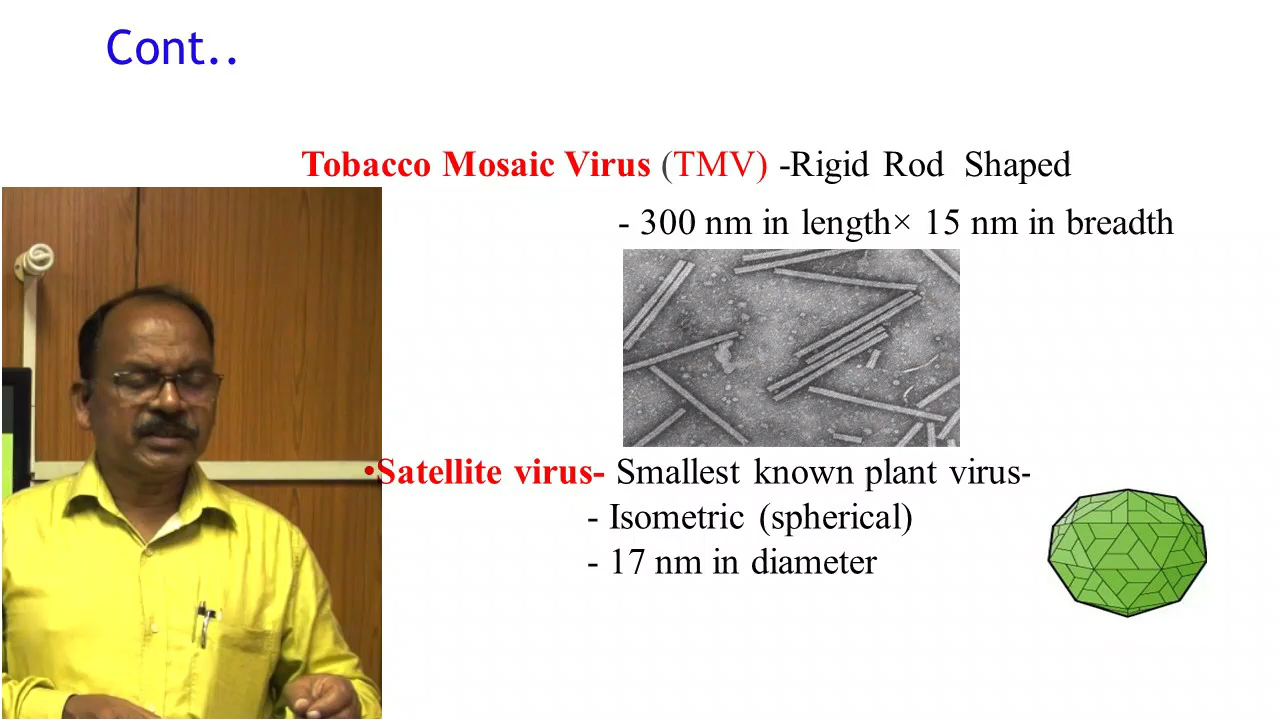 Cont..
Tobacco Mosaic Virus (TMV) -Rigid Rod Shaped
- 300 nm in length× 15 nm in breadth
•Satellite virus- Smallest known plant virus-
- Isometric (spherical)
- 17 nm in diameter